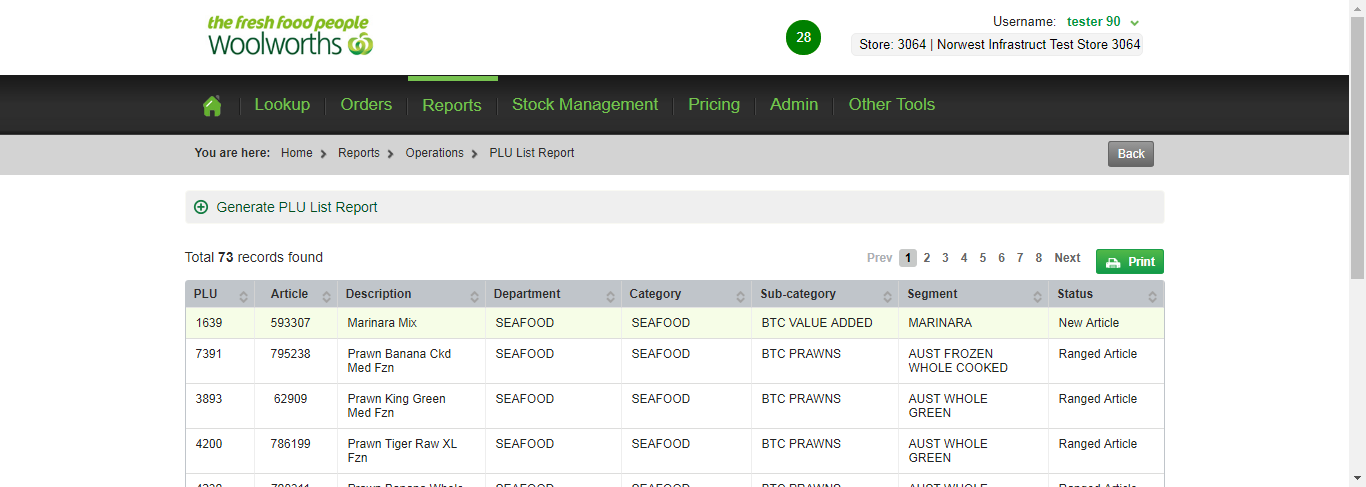 the fresh food people
Woolworths
28
Username: tester 90
Store: 3064 | Norwest Infrastruct Test Store 3064
Lookup Orders Reports Stock Management Pricing Admin Other Tools
You are here: Home Reports Operations PLU List Report Back
Generate PLU List Report
Total 73 records found Prev 1 2 3 4 5 6 7 8 Next Print
PLU Article Description Department Category Sub-category Segment Status
1639 593307 Marinara Mix SEAFOOD SEAFOOD BTC VALUE ADDED MARINARA New Article
7391 795238 Prawn Banana Ckd SEAFOOD SEAFOOD BTC PRAWNS AUST FROZEN Ranged Article
Med Fzn WHOLE COOKED
3893 62909 Prawn King Green SEAFOOD SEAFOOD BTC PRAWNS AUST WHOLE Ranged Article
Med Fzn GREEN
4200 786199 Prawn Tiger Raw XL SEAFOOD SEAFOOD BTC PRAWNS AUST WHOLE Ranged Article
Fzn GREEN
Prawn Banana Whole SEAFOOD SEAFOOD BTC PRAWNS AUST WHOLE Ranged Article